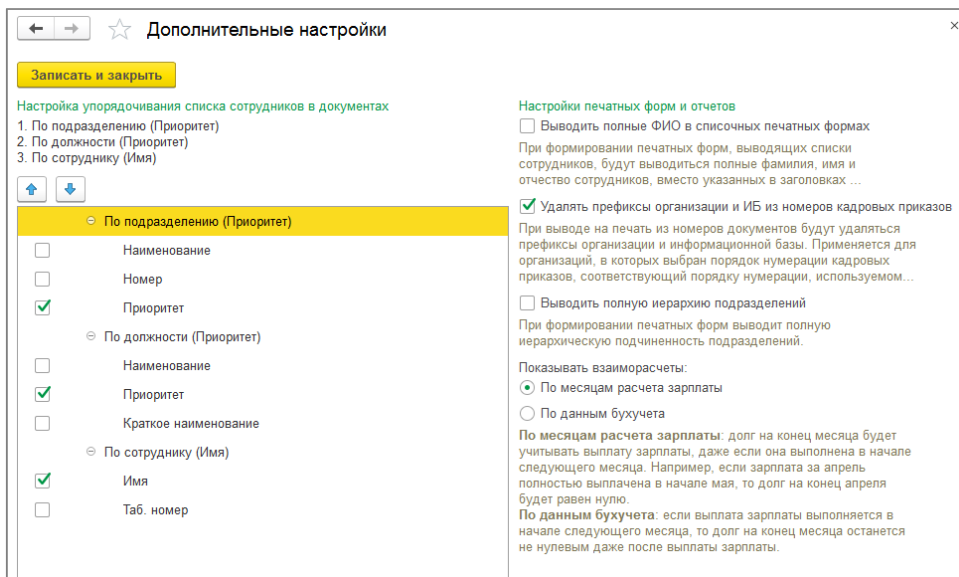 Дополнительные настройки
Записать и закрыть
Настройка упорядочивания списка сотрудников в документах
1. По подразделению (Приоритет)
2. По должности (Приоритет)
3. По сотруднику (Имя)
По подразделению (Приоритет)
Наименование
Номер
Приоритет
По должности (Приоритет)
Наименование
Приоритет
Краткое наименование
По сотруднику (Имя)
Имя
Таб. номер
Настройки печатных форм и отчетов
Выводить полные ФИО в списочных печатных формах
При формировании печатных форм, выводящих списки
сотрудников, будут выводиться полные фамилия, имя и
отчество сотрудников, вместо указанных в заголовках ...
Удалять префиксы организации и ИБ из номеров кадровых приказов
При выводе на печать из номеров документов будут удаляться
префиксы организации и информационной базы. Применяется для
организаций, в которых выбран порядок нумерации кадровых
приказов, соответствующий порядку нумерации, используемом...
Выводить полную иерархию подразделений
При формировании печатных форм выводит полную
иерархическую подчиненность подразделений.
Показывать взаиморасчеты:
По месяцам расчета зарплаты
По данным бухучета
По месяцам расчета зарплаты: долг на конец месяца будет
учитывать выплату зарплаты, даже если она выполнена в начале
следующего месяца. Например, если зарплата за апрель
полностью выплачена в начале мая, то долг на конец апреля
будет равен нулю.
По данным бухучета: если выплата зарплаты выполняется в
начале следующего месяца, то долг на конец месяца останется
не нулевым даже после выплаты зарплаты.